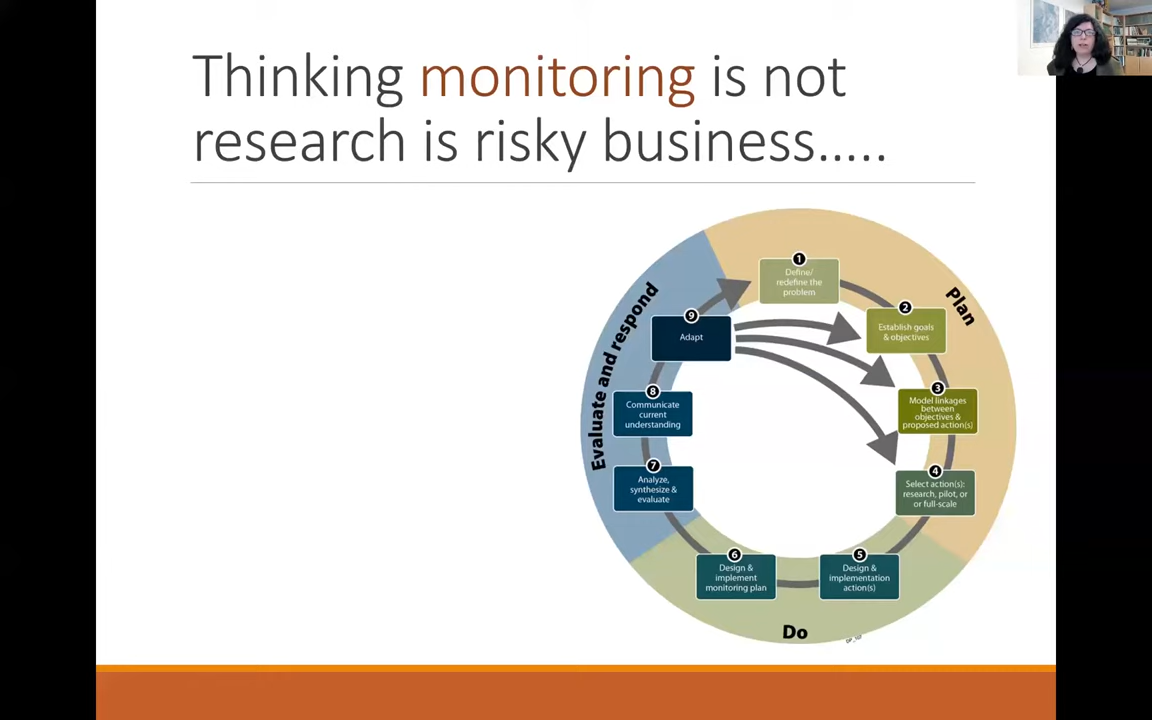 Thinking monitoring is not
research is risky business…..
1
Define/
redefine the
problem
2
Establish goals
& objectives
3
Model linkages
between
objectives &
proposed action(s)
4
Select action(s):
research, pilot, or
or full-scale
5
Design &
implementation
action(s)
6
Design &
implement
monitoring plan
7
Analyze,
synthesize &
evaluate
8
Communicate
current
understanding
9
Adapt
Plan
Do
Evaluate and respond